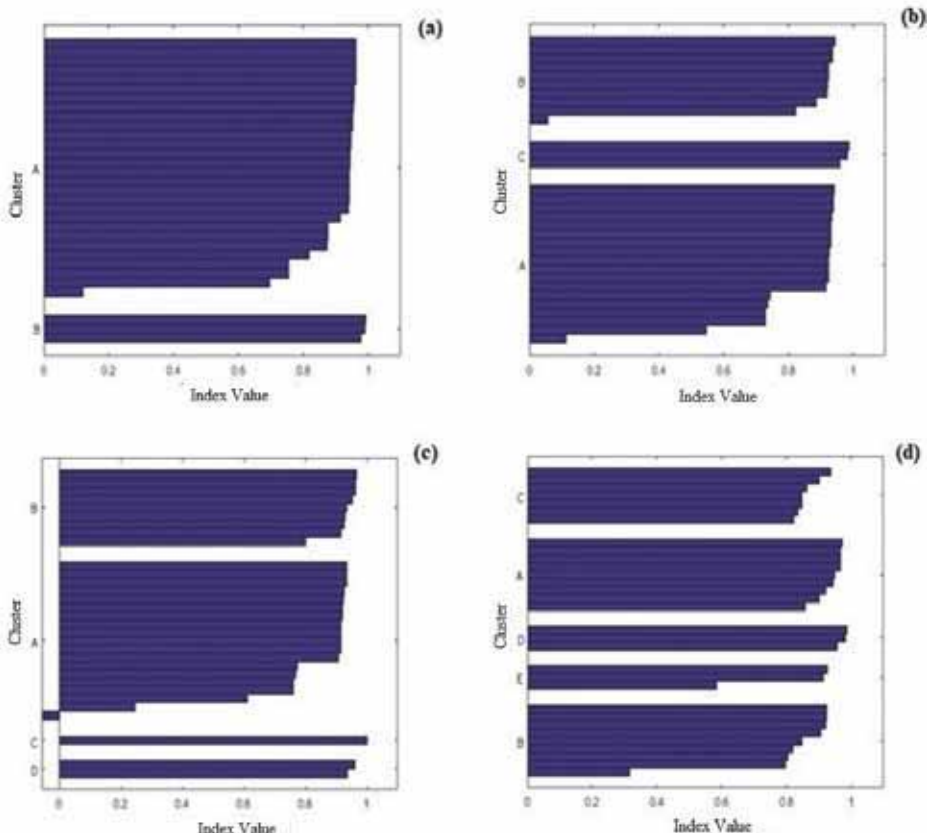 (a)
Cluster
A
B
0 0.2 0.4 0.6 0.8 1
Index Value
(b)
Cluster
B
C
A
0 0.2 0.4 0.6 0.8 1
Index Value
(c)
Cluster
B
A
C
D
0 0.2 0.4 0.6 0.8 1
Index Value
(d)
Cluster
C
A
D
E
B
0 0.2 0.4 0.6 0.8 1
Index Value